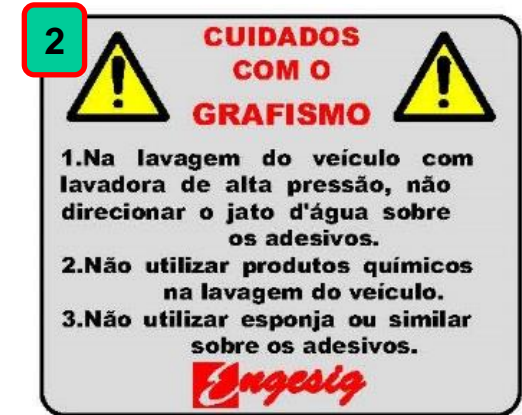 2
CUIDADOS
COM O
GRAFISMO
1.Na lavagem do veículo com
lavadora de alta pressão, não
direcionar o jato d'água sobre
os adesivos.
2.Não utilizar produtos químicos
na lavagem do veículo.
3.Não utilizar esponja ou similar
sobre os adesivos.
Engesig